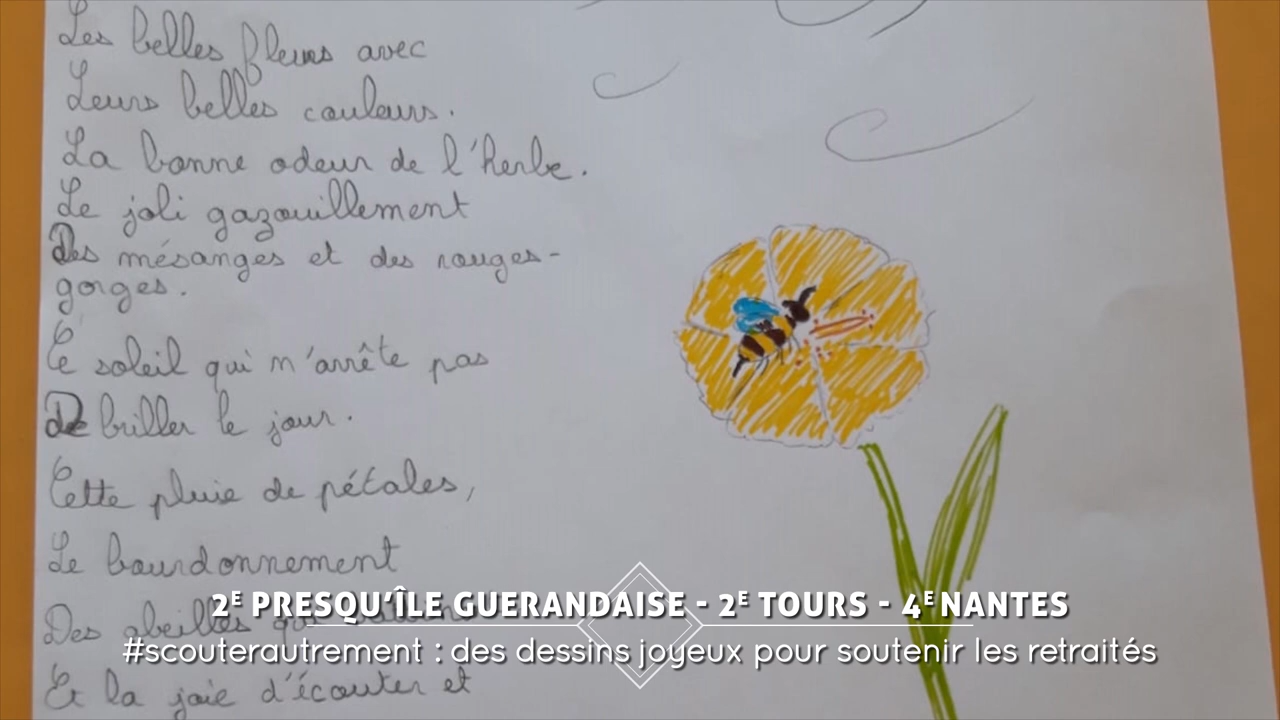 Les belles fleurs avec
Leurs belles couleurs.
La bonne odeur de l'herbe.
Le joli gazouillement
Des mésanges et des rouges-
gorges.
Le soleil qui n'arrête pas
De briller le jour.
Cette pluie de pétales,
Le bourdonnement
Des abeilles qui
Et la joie d'écouter et
2E PRESQU'ÎLE GUERANDAISE - 2E TOURS - 4E NANTES
#scouterautrement : des dessins joyeux pour soutenir les retraités